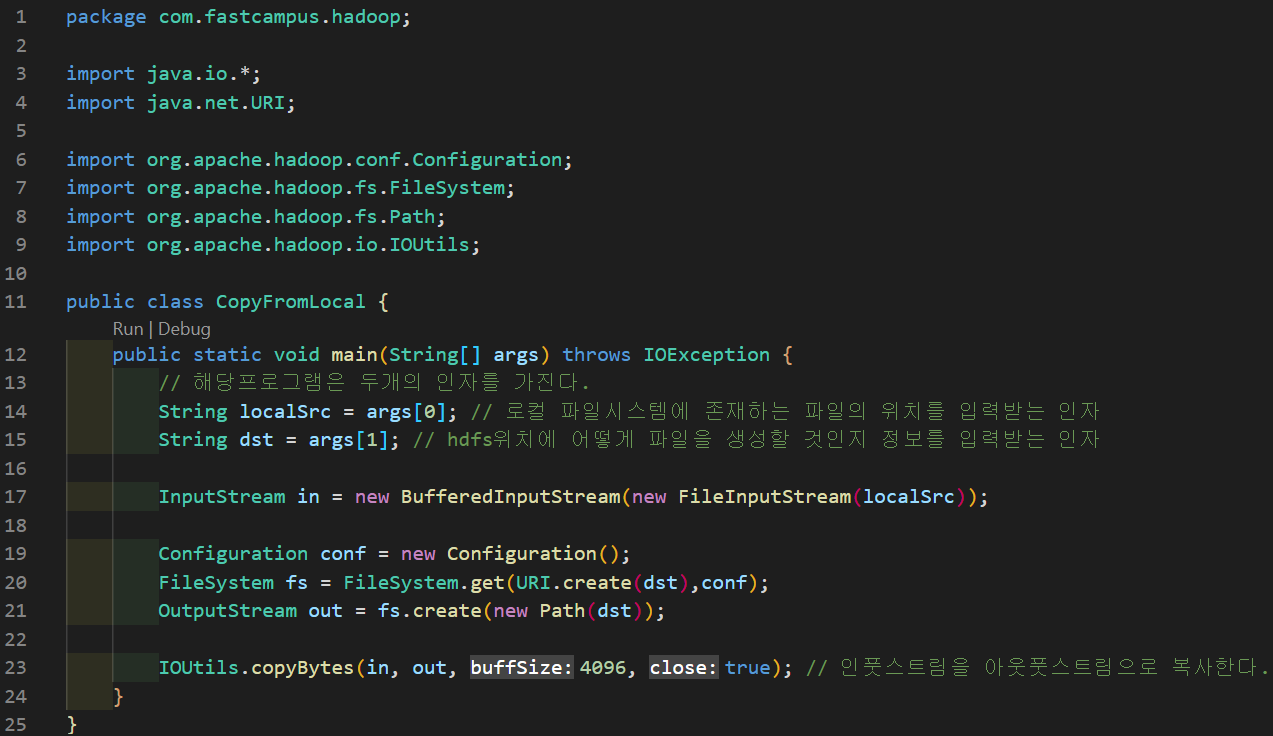 1 package com.fastcampus.hadoop;
2
3 import java.io.*;
4 import java.net.URI;
5
6 import org.apache.hadoop.conf.Configuration;
7 import org.apache.hadoop.fs.FileSystem;
8 import org.apache.hadoop.fs.Path;
9 import org.apache.hadoop.io.IOUtils;
10
11 public class CopyFromLocal {
Run | Debug
12 public static void main(String[] args) throws IOException {
13 // 해당프로그램은 두개의 인자를 가진다.
14 String localSrc = args[0]; // 로컬 파일시스템에 존재하는 파일의 위치를 입력받는 인자
15 String dst = args[1]; // hdfs위치에 어떻게 파일을 생성할 것인지 정보를 입력받는 인자
16
17 InputStream in = new BufferedInputStream(new FileInputStream(localSrc));
18
19 Configuration conf = new Configuration();
20 FileSystem fs = FileSystem.get(URI.create(dst),conf);
21 OutputStream out = fs.create(new Path(dst));
22
23 IOUtils.copyBytes(in, out, buffSize: 4096, close: true); // 인풋스트림을 아웃풋스트림으로 복사한다.
24 }
25 }